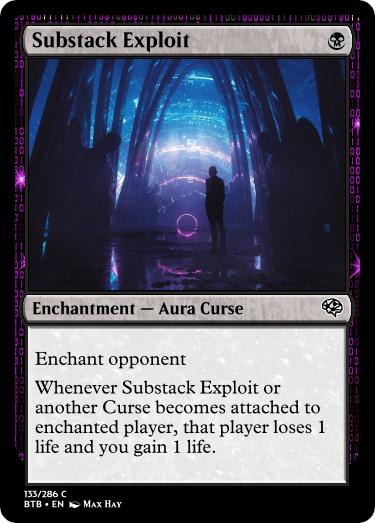 Substack Exploit
Enchantment — Aura Curse
Enchant opponent
Whenever Substack Exploit or
another Curse becomes attached to
enchanted player, that player loses 1
life and you gain 1 life.
133/286 C
BTB • EN Max Hay